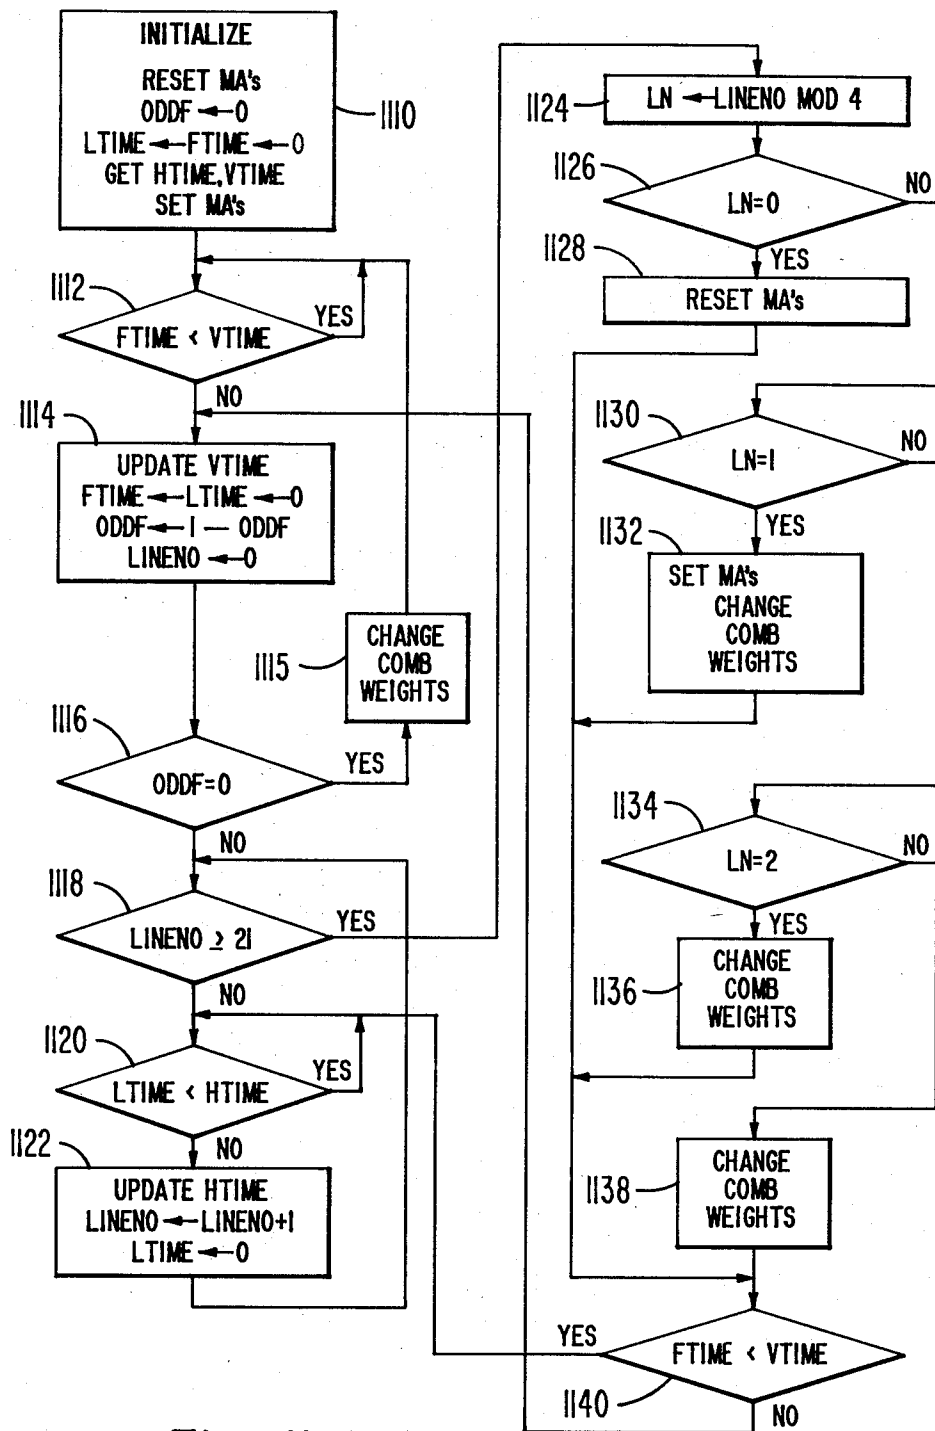 INITIALIZE
RESET MA's
ODDF ← 0
LTIME ← FTIME ← 0
GET HTIME, VTIME
SET MA's
1110
1112
FTIME < VTIME
YES
NO
1114
UPDATE VTIME
FTIME ← LTIME ← 0
ODDF ← 1 — ODDF
LINENO ← 0
1115
CHANGE
COMB
WEIGHTS
1116
ODDF=0
YES
NO
1118
LINENO ≥ 21
YES
NO
1120
LTIME < HTIME
YES
NO
1122
UPDATE HTIME
LINENO ← LINENO+1
LTIME ← 0
1124
LN ← LINENO MOD 4
1126
LN=0
NO
YES
1128
RESET MA's
1130
LN=1
NO
YES
1132
SET MA's
CHANGE
COMB
WEIGHTS
1134
LN=2
NO
YES
1136
CHANGE
COMB
WEIGHTS
1138
CHANGE
COMB
WEIGHTS
YES
FTIME < VTIME
1140
NO